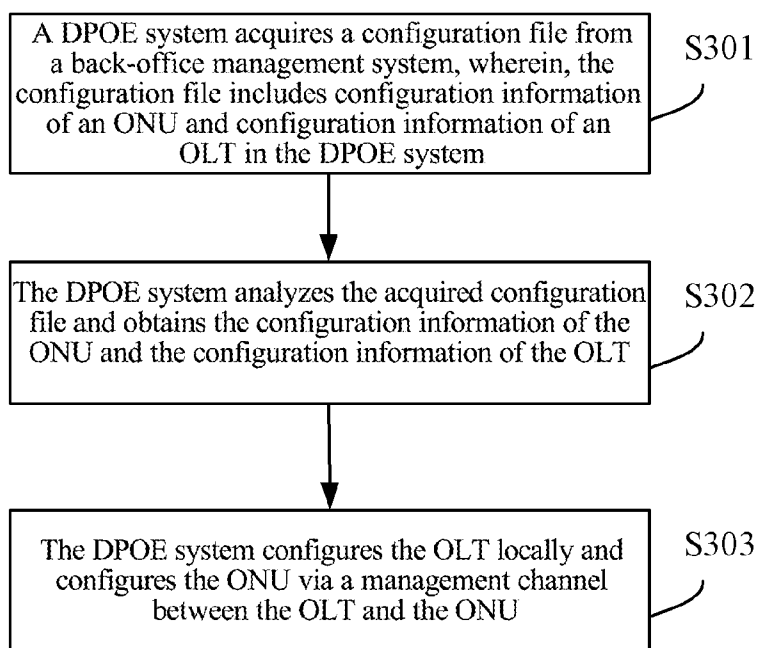 A DPOE system acquires a configuration file from
a back-office management system, wherein, the
configuration file includes configuration information
of an ONU and configuration information of an
OLT in the DPOE system
S301
The DPOE system analyzes the acquired configuration
file and obtains the configuration information of the
ONU and the configuration information of the OLT
S302
The DPOE system configures the OLT locally and
configures the ONU via a management channel
between the OLT and the ONU
S303